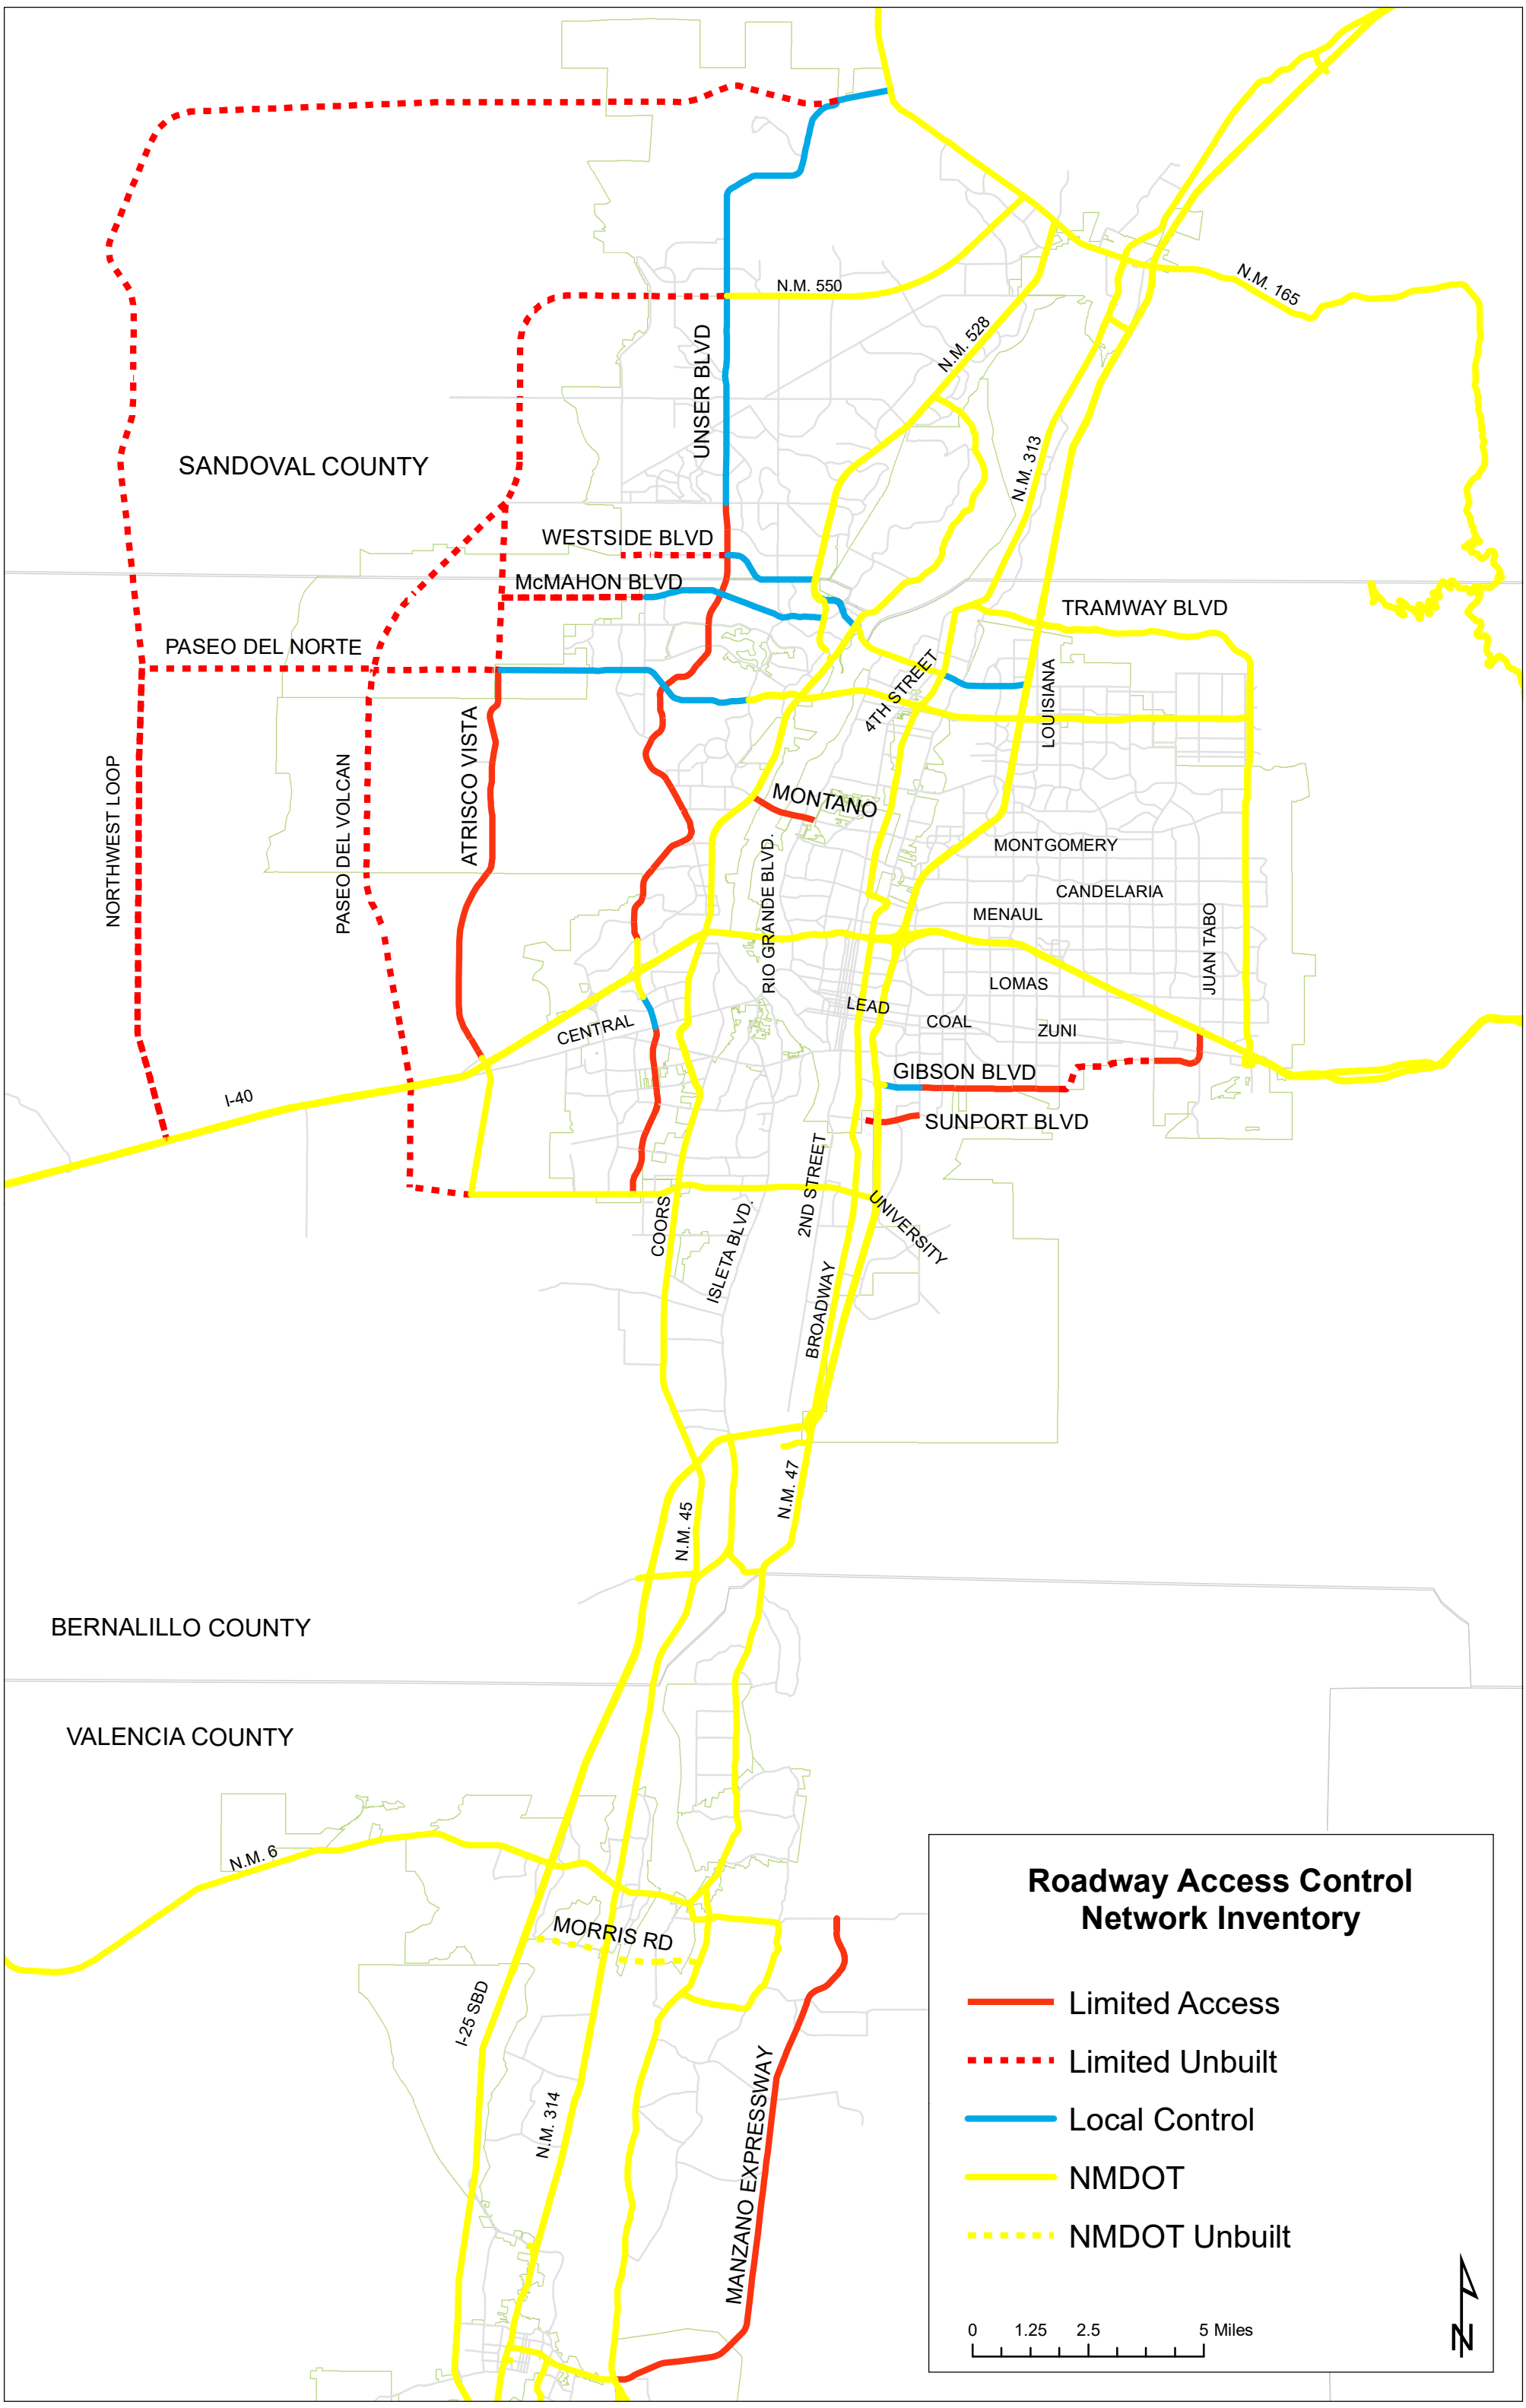 N.M. 165
N.M. 550
N.M. 528
UNSER BLVD
N.M. 313
SANDOVAL COUNTY
WESTSIDE BLVD
McMAHON BLVD
TRAMWAY BLVD
PASEO DEL NORTE
4TH STREET
LOUISIANA
ATRISCO VISTA
NORTHWEST LOOP
PASEO DEL VOLCAN
MONTANO
RIO GRANDE BLVD.
MONTGOMERY
CANDELARIA
MENAUL
JUAN TABO
LOMAS
LEAD
COAL
ZUNI
CENTRAL
GIBSON BLVD
I-40
SUNPORT BLVD
2ND STREET
UNIVERSITY
COORS
ISLETA BLVD.
BROADWAY
N.M. 47
N.M. 45
BERNALILLO COUNTY
VALENCIA COUNTY
N.M. 6
MORRIS RD
I-25 SBD
N.M. 314
MANZANO EXPRESSWAY
Roadway Access Control
Network Inventory
Limited Access
Limited Unbuilt
Local Control
NMDOT
NMDOT Unbuilt
0 1.25 2.5 5 Miles
N